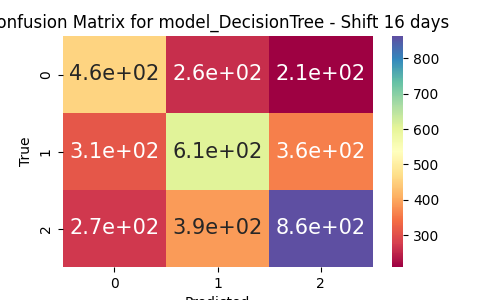 onfusion Matrix for model_DecisionTree - Shift 16 days
0 4.6e+02 2.6e+02 2.1e+02
1 3.1e+02 6.1e+02 3.6e+02
2 2.7e+02 3.9e+02 8.6e+02
True
0 1 2
Predicted
800
700
600
500
400
300